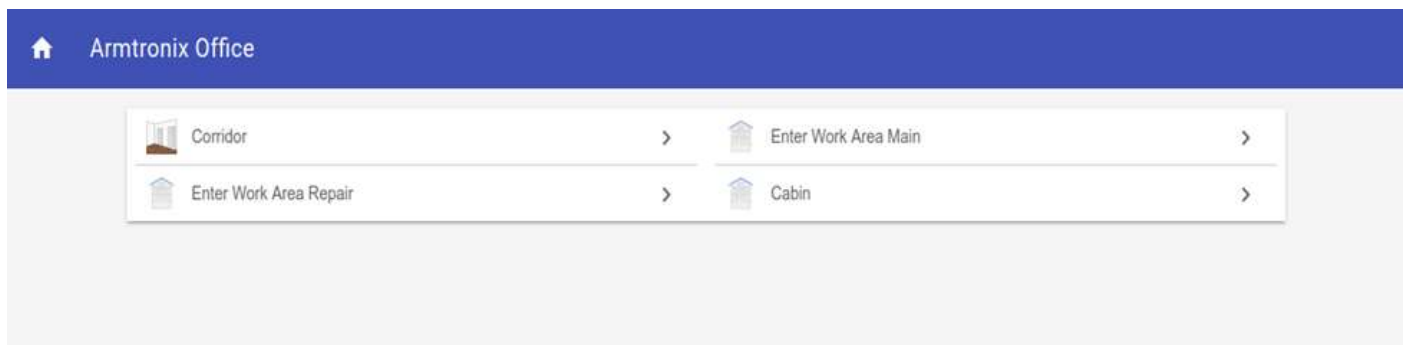 Armtronix Office
Corridor
Enter Work Area Main
Enter Work Area Repair
Cabin